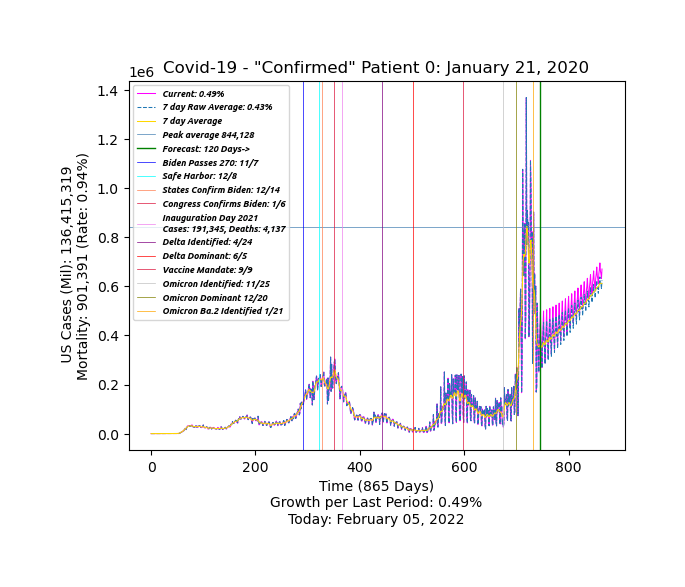 Covid-19 - "Confirmed" Patient 0: January 21, 2020
1e6
1.4
1.2
1.0
0.8
0.6
0.4
0.2
0.0
US Cases (Mil): 136,415,319
Mortality: 901,391 (Rate: 0.94%)
Current: 0.49%
7 day Raw Average: 0.43%
7 day Average
Peak average 844,128
Forecast: 120 Days->
Biden Passes 270: 11/7
Safe Harbor: 12/8
States Confirm Biden: 12/14
Congress Confirms Biden: 1/6
Inauguration Day 2021
Cases: 191,345, Deaths: 4,137
Delta Identified: 4/24
Delta Dominant: 6/5
Vaccine Mandate: 9/9
Omicron Identified: 11/25
Omicron Dominant 12/20
Omicron Ba.2 Identified 1/21
0 200 400 600 800
Time (865 Days)
Growth per Last Period: 0.49%
Today: February 05, 2022